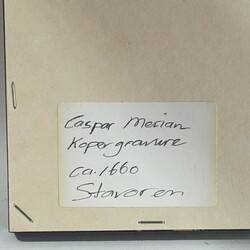 Caspar Merian
Kopergravure
ca. 1660
Stavoren